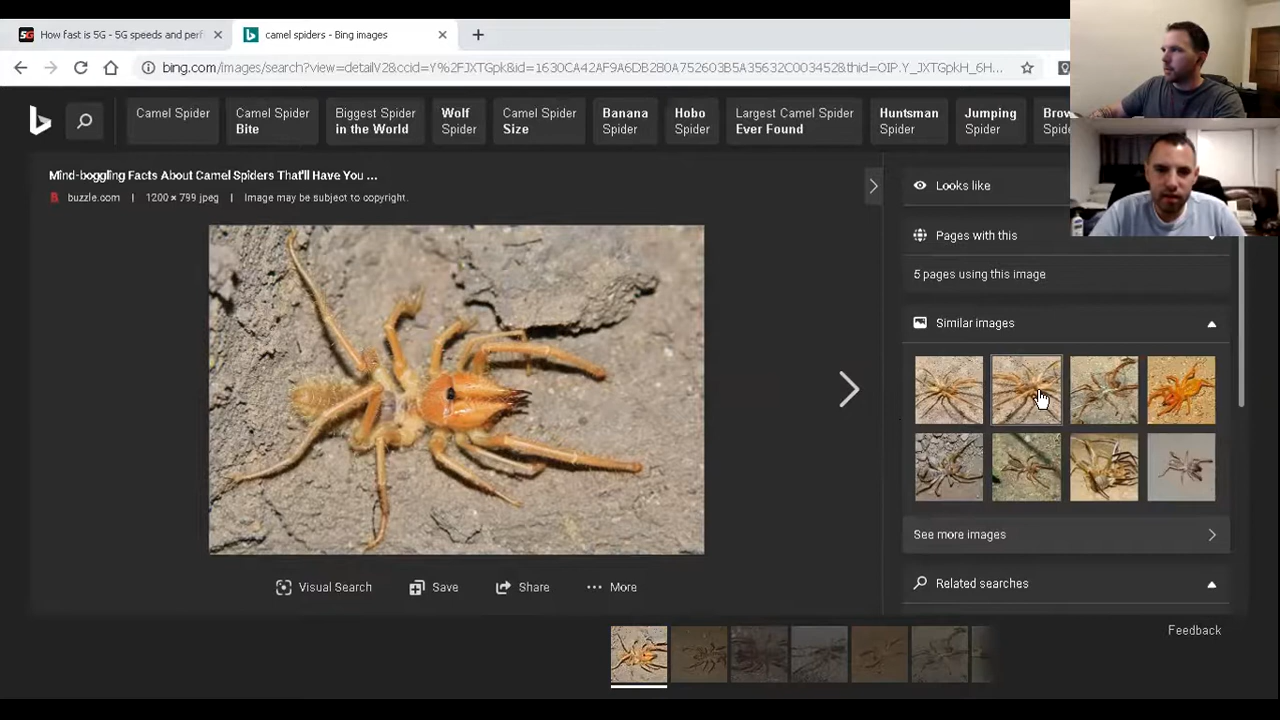 How fast is 5G - 5G speeds and perf
camel spiders - Bing images
bing.com/images/search?view=detailV2&ccid=Y%2FJXTGpk&id=1630CA42AF9A6DB2B0A752603B5A35632C003452&thid=OIP.Y_JXTGpkH_6H...
Camel Spider
Camel Spider Bite
Biggest Spider in the World
Wolf Spider
Camel Spider Size
Banana Spider
Hobo Spider
Largest Camel Spider Ever Found
Huntsman Spider
Jumping Spider
Brow
Spide
Mind-boggling Facts About Camel Spiders That'll Have You ...
buzzle.com | 1200 × 799 jpeg | Image may be subject to copyright.
Looks like
Pages with this
5 pages using this image
Similar images
See more images
Related searches
Visual Search
Save
Share
More
Feedback